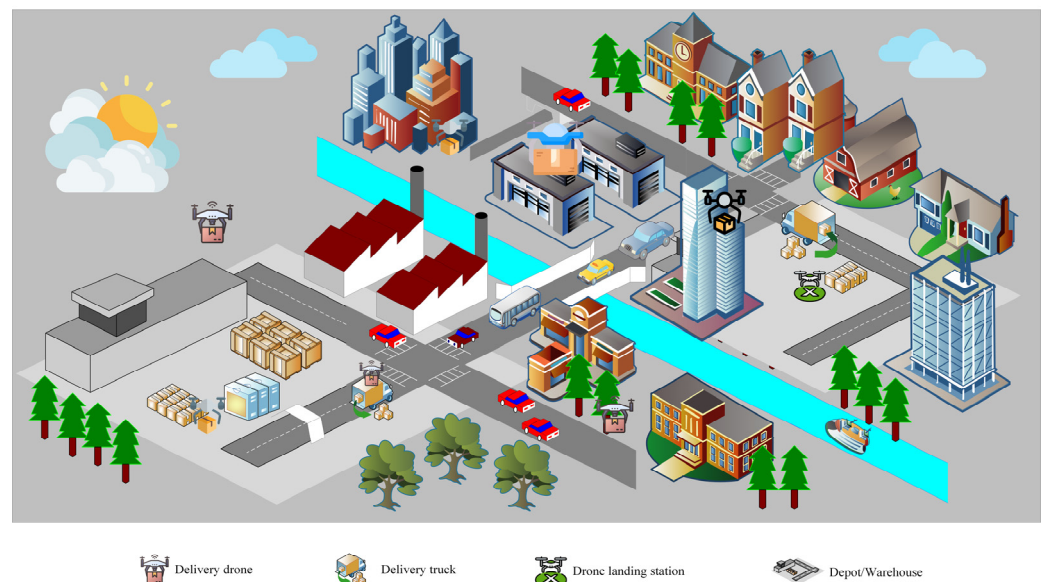 Delivery drone
Delivery truck
Drone landing station
Depot/Warehouse